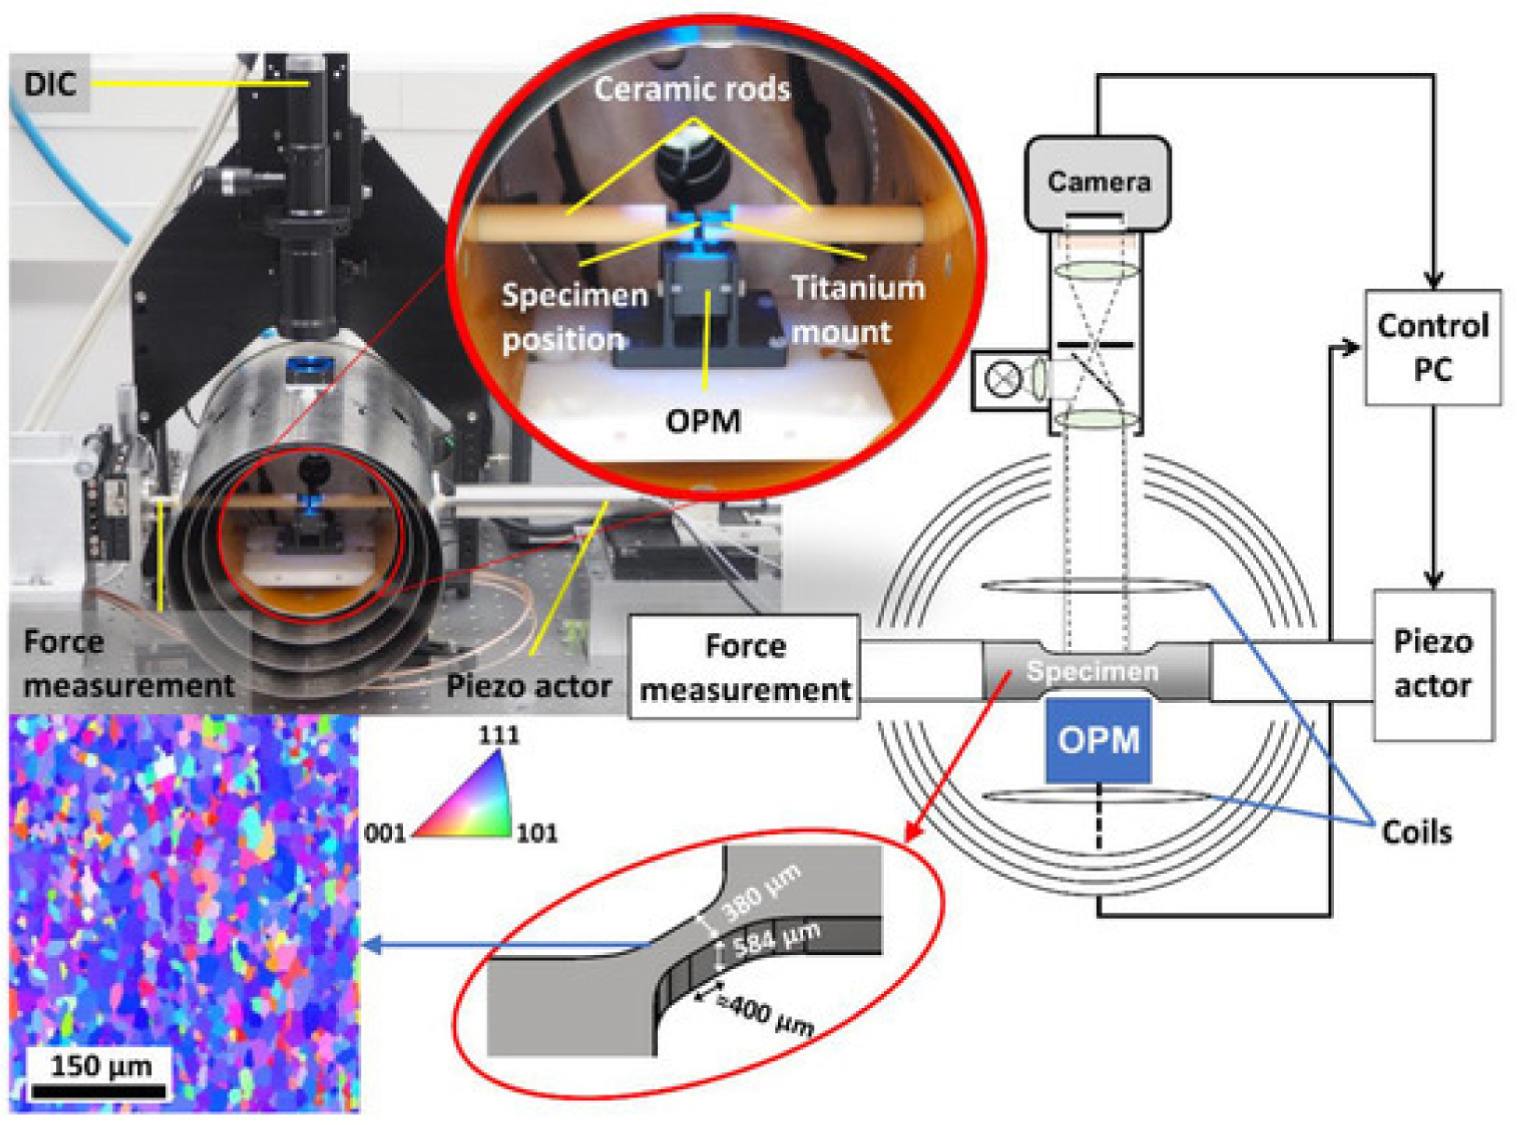 DIC
Ceramic rods
Specimen
position
Titanium
mount
OPM
Force
measurement
Piezo actor
Camera
Control
PC
Force
measurement
Specimen
Piezo
actor
OPM
Coils
111
001
101
380 µm
584 µm
≈400 µm
150 µm